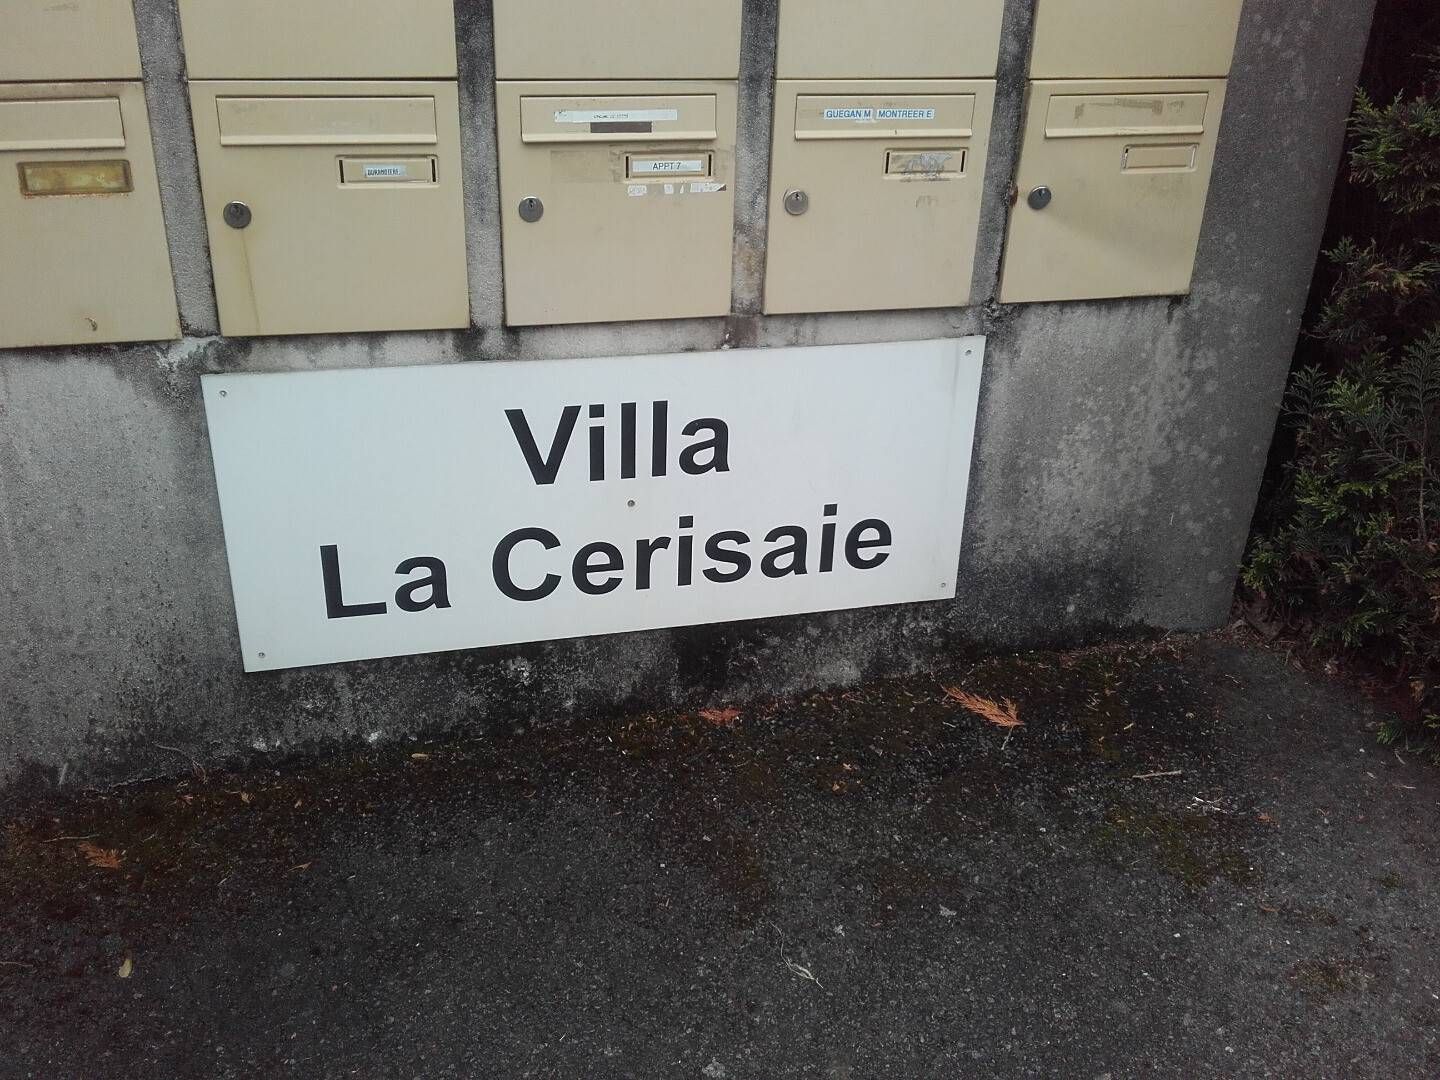 GUEGAN M MONTREER E
APPT 7
Villa
La Cerisaie